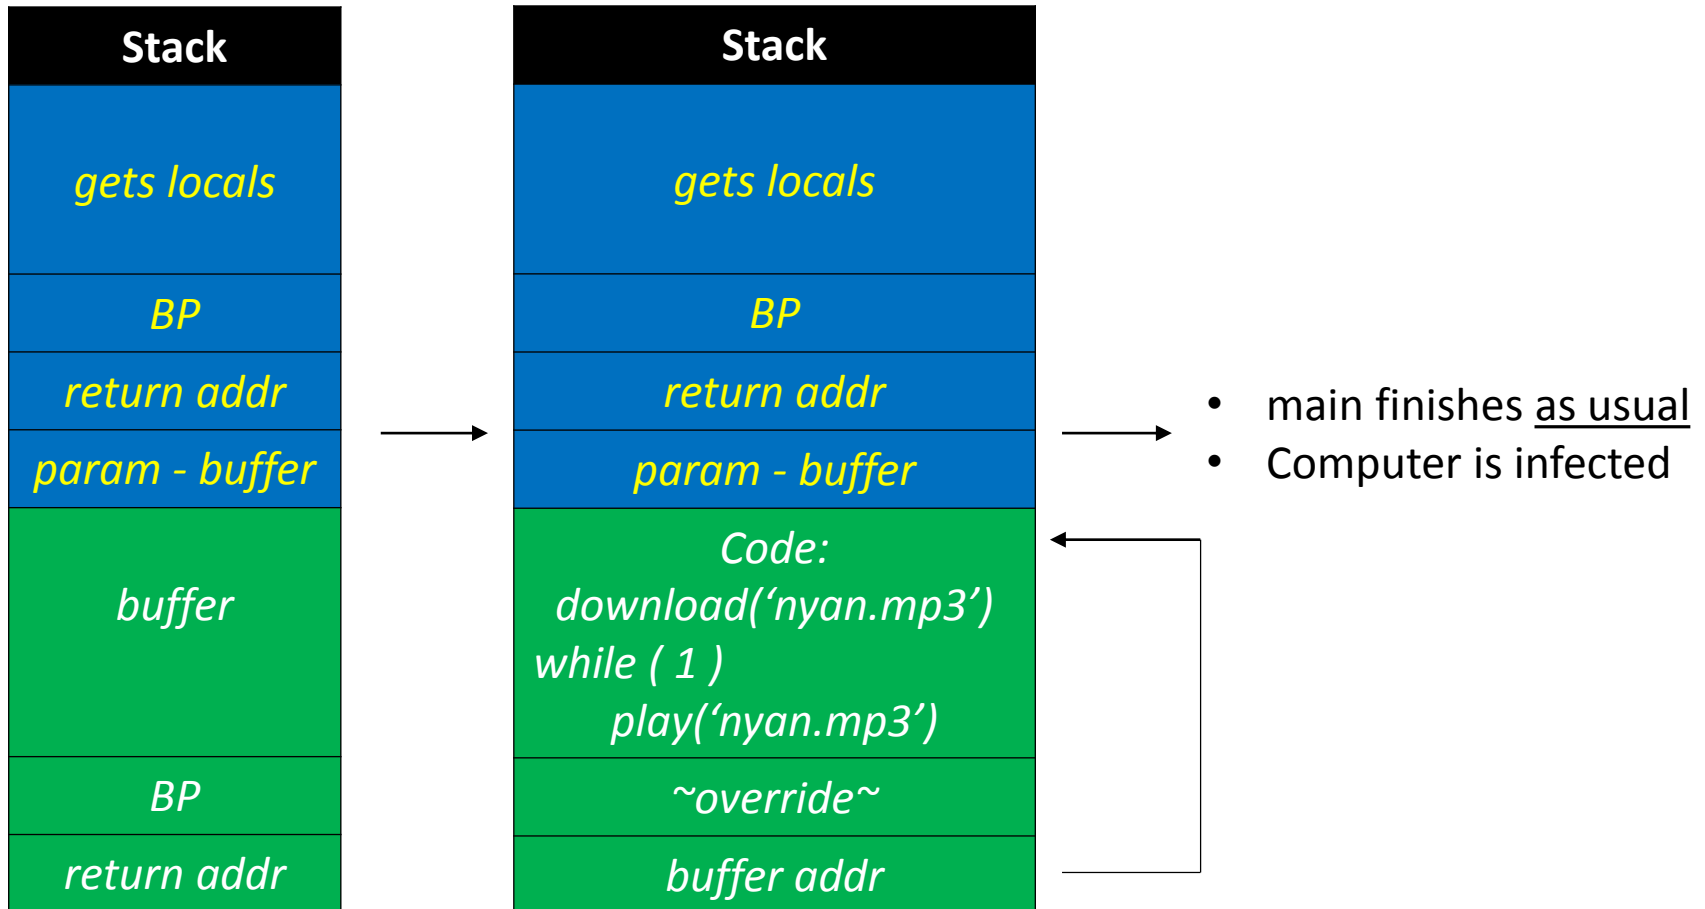 Stack
gets locals
BP
return addr
param - buffer
buffer
BP
return addr
Stack
gets locals
BP
return addr
param - buffer
Code:
download(‘nyan.mp3’)
while ( 1 )
play(‘nyan.mp3’)
~override~
buffer addr
• main finishes as usual
• Computer is infected